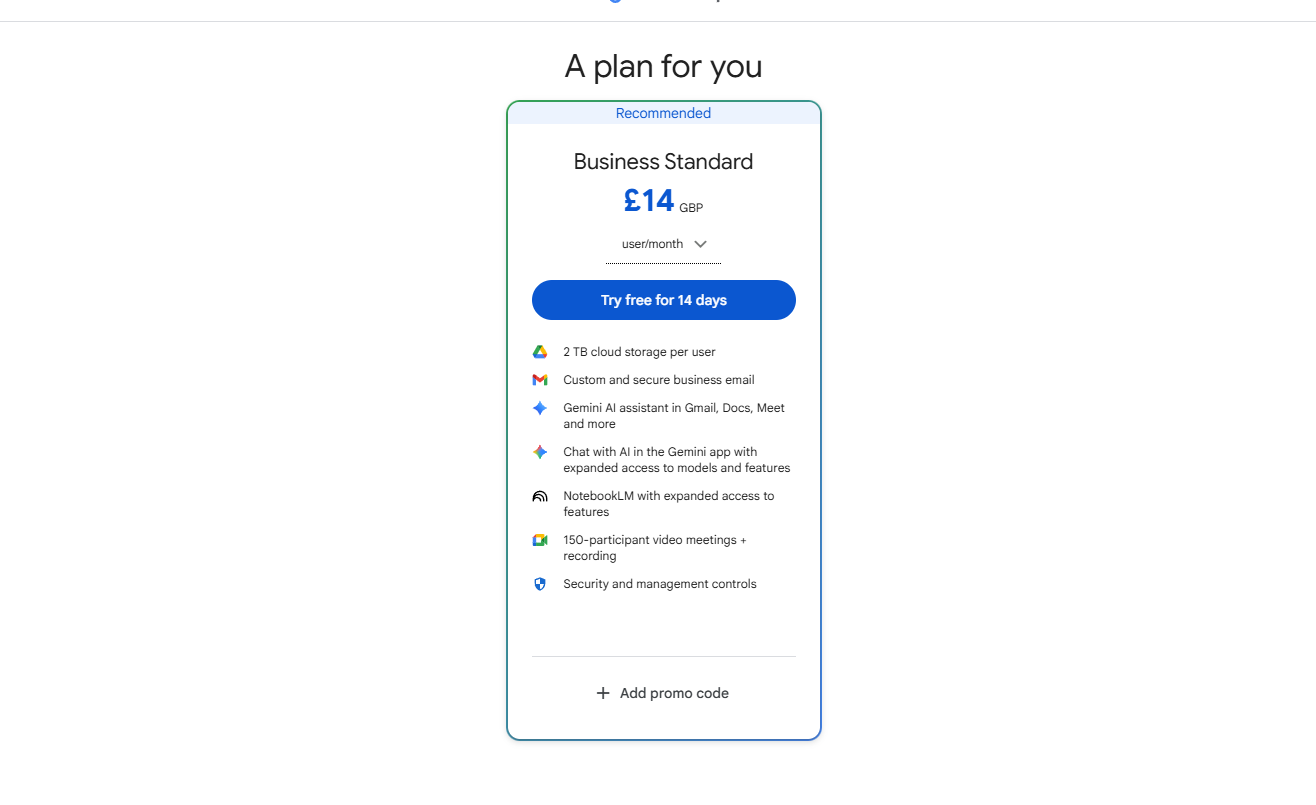 A plan for you
Recommended
Business Standard
£14 GBP
user/month
Try free for 14 days
2 TB cloud storage per user
Custom and secure business email
Gemini AI assistant in Gmail, Docs, Meet
and more
Chat with AI in the Gemini app with
expanded access to models and features
NotebookLM with expanded access to
features
150-participant video meetings +
recording
Security and management controls
Add promo code